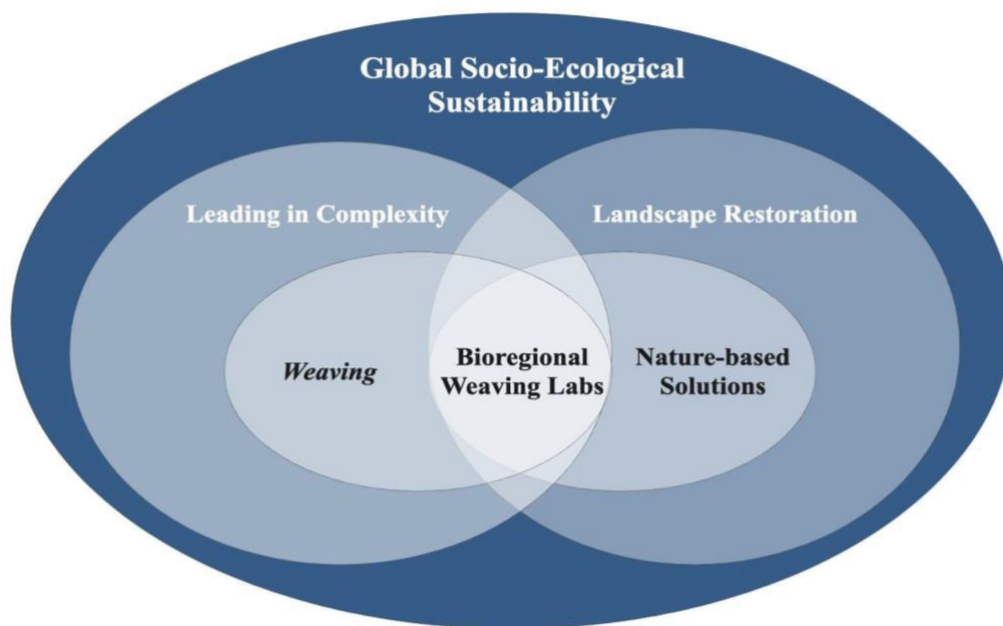 Global Socio-Ecological
Sustainability
Leading in Complexity
Landscape Restoration
Weaving
Bioregional
Weaving Labs
Nature-based
Solutions